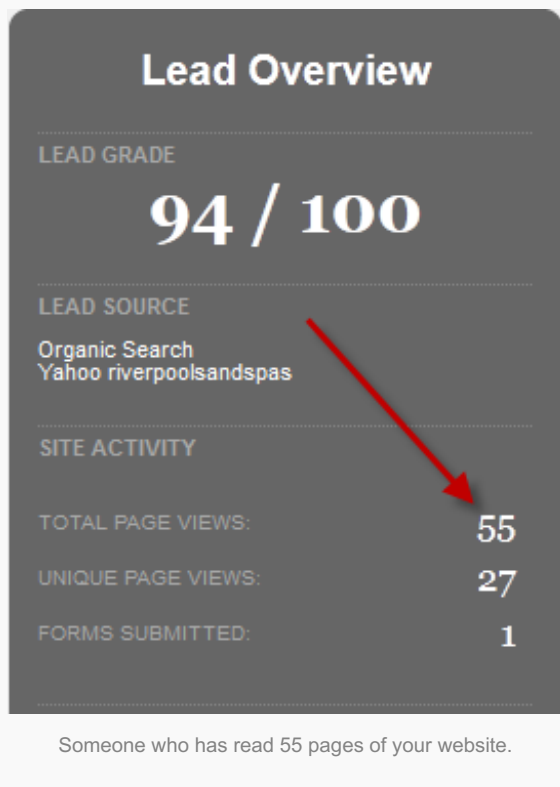 Lead Overview
LEAD GRADE
94 / 100
LEAD SOURCE
Organic Search
Yahoo riverpoolsandspas
SITE ACTIVITY
TOTAL PAGE VIEWS: 55
UNIQUE PAGE VIEWS: 27
FORMS SUBMITTED: 1
Someone who has read 55 pages of your website.